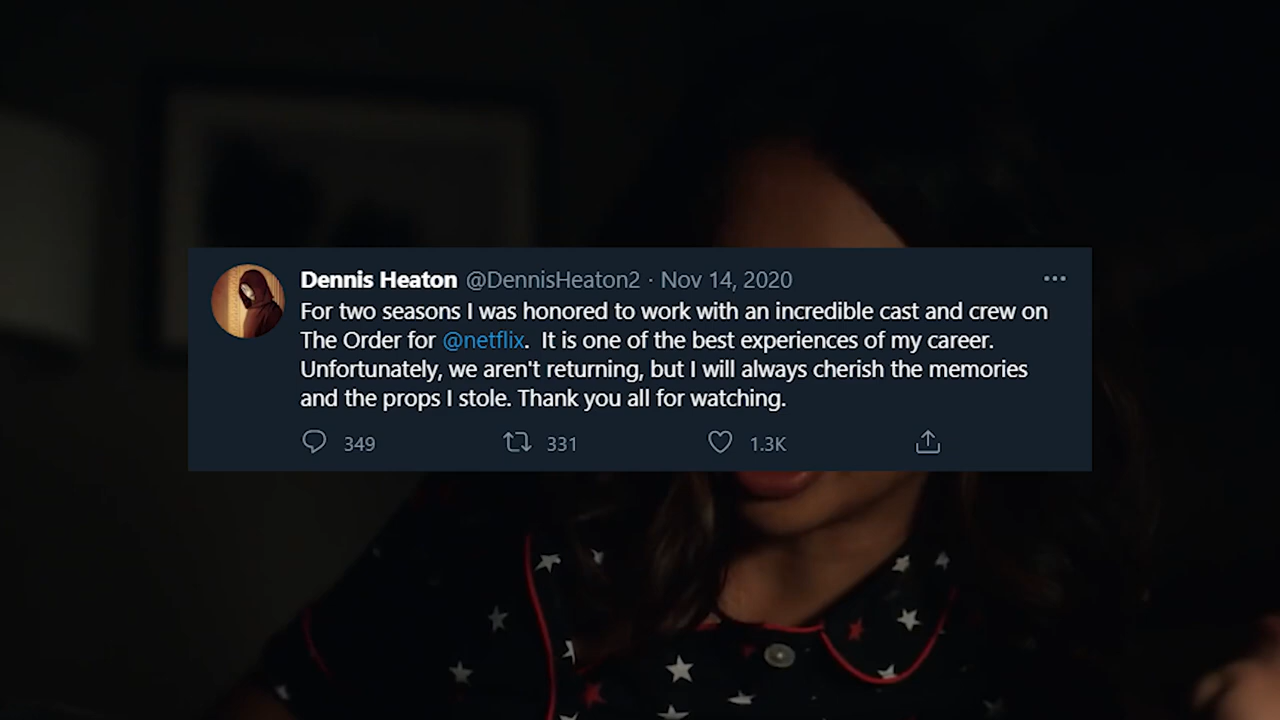 Dennis Heaton @DennisHeaton2 · Nov 14, 2020
For two seasons I was honored to work with an incredible cast and crew on
The Order for @netflix.  It is one of the best experiences of my career.
Unfortunately, we aren't returning, but I will always cherish the memories
and the props I stole. Thank you all for watching.
349 331 1.3K